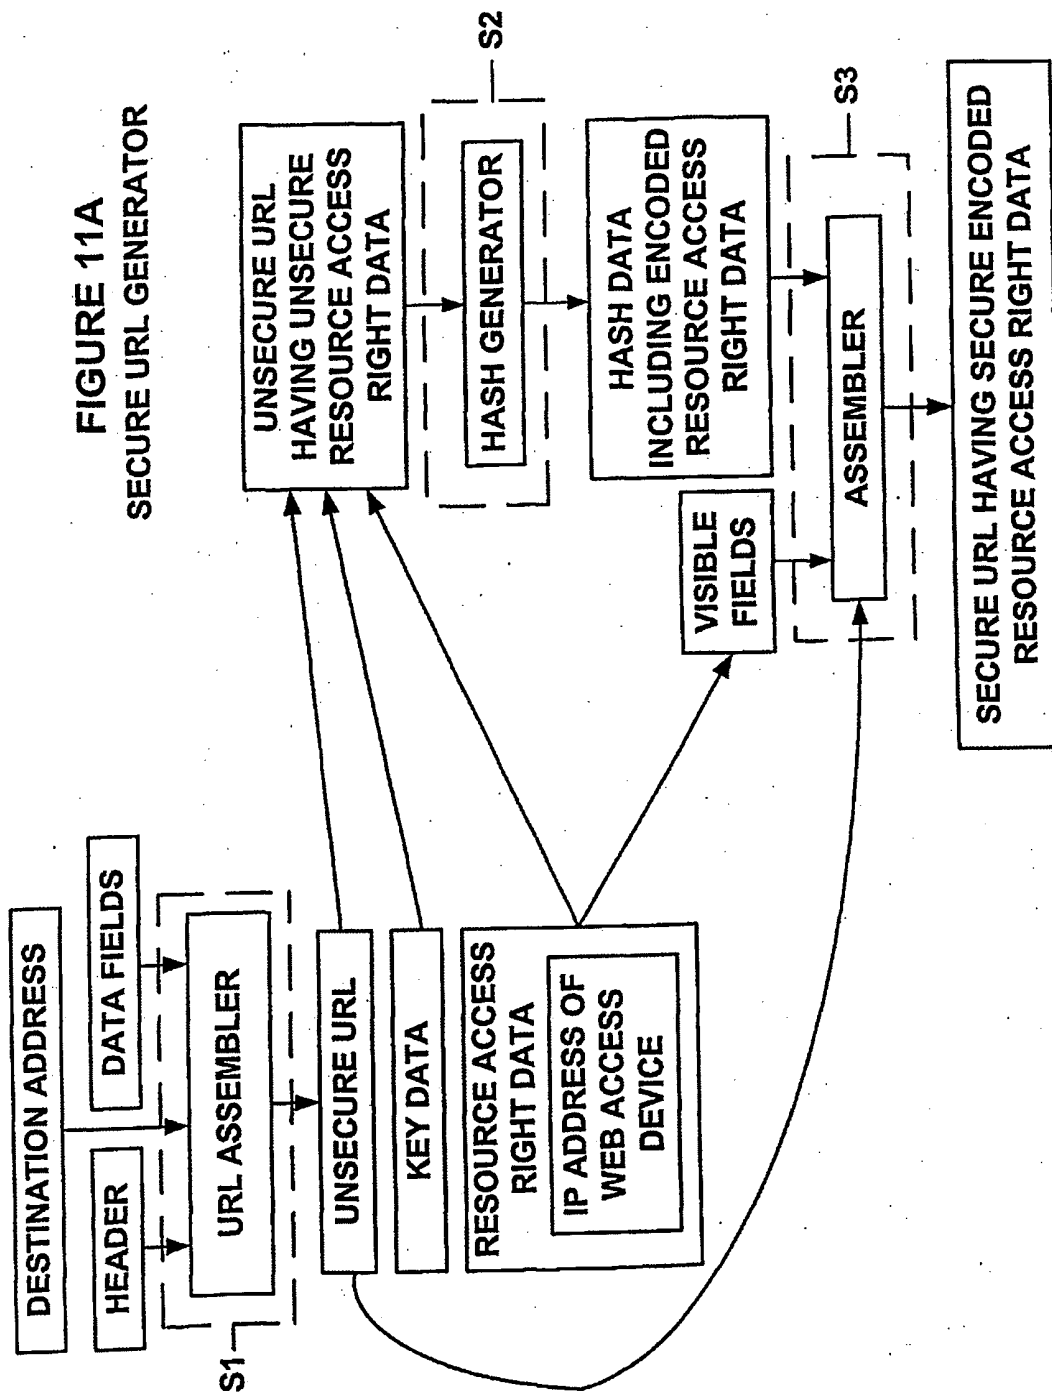 FIGURE 11A
SECURE URL GENERATOR
DESTINATION ADDRESS
HEADER
DATA FIELDS
URL ASSEMBLER
S1
UNSECURE URL
KEY DATA
RESOURCE ACCESS
RIGHT DATA
IP ADDRESS OF
WEB ACCESS
DEVICE
UNSECURE URL
HAVING UNSECURE
RESOURCE ACCESS
RIGHT DATA
HASH GENERATOR
S2
HASH DATA
INCLUDING ENCODED
RESOURCE ACCESS
RIGHT DATA
VISIBLE
FIELDS
ASSEMBLER
S3
SECURE URL HAVING SECURE ENCODED
RESOURCE ACCESS RIGHT DATA